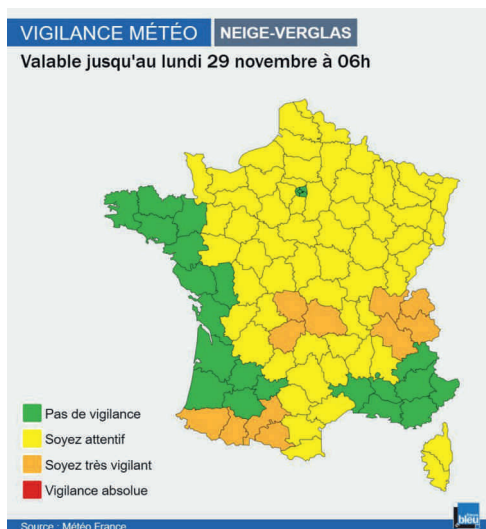 VIGILANCE MÉTÉO NEIGE-VERGLAS
Valable jusqu'au lundi 29 novembre à 06h
Pas de vigilance
Soyez attentif
Soyez très vigilant
Vigilance absolue
Source : Météo France
bleu